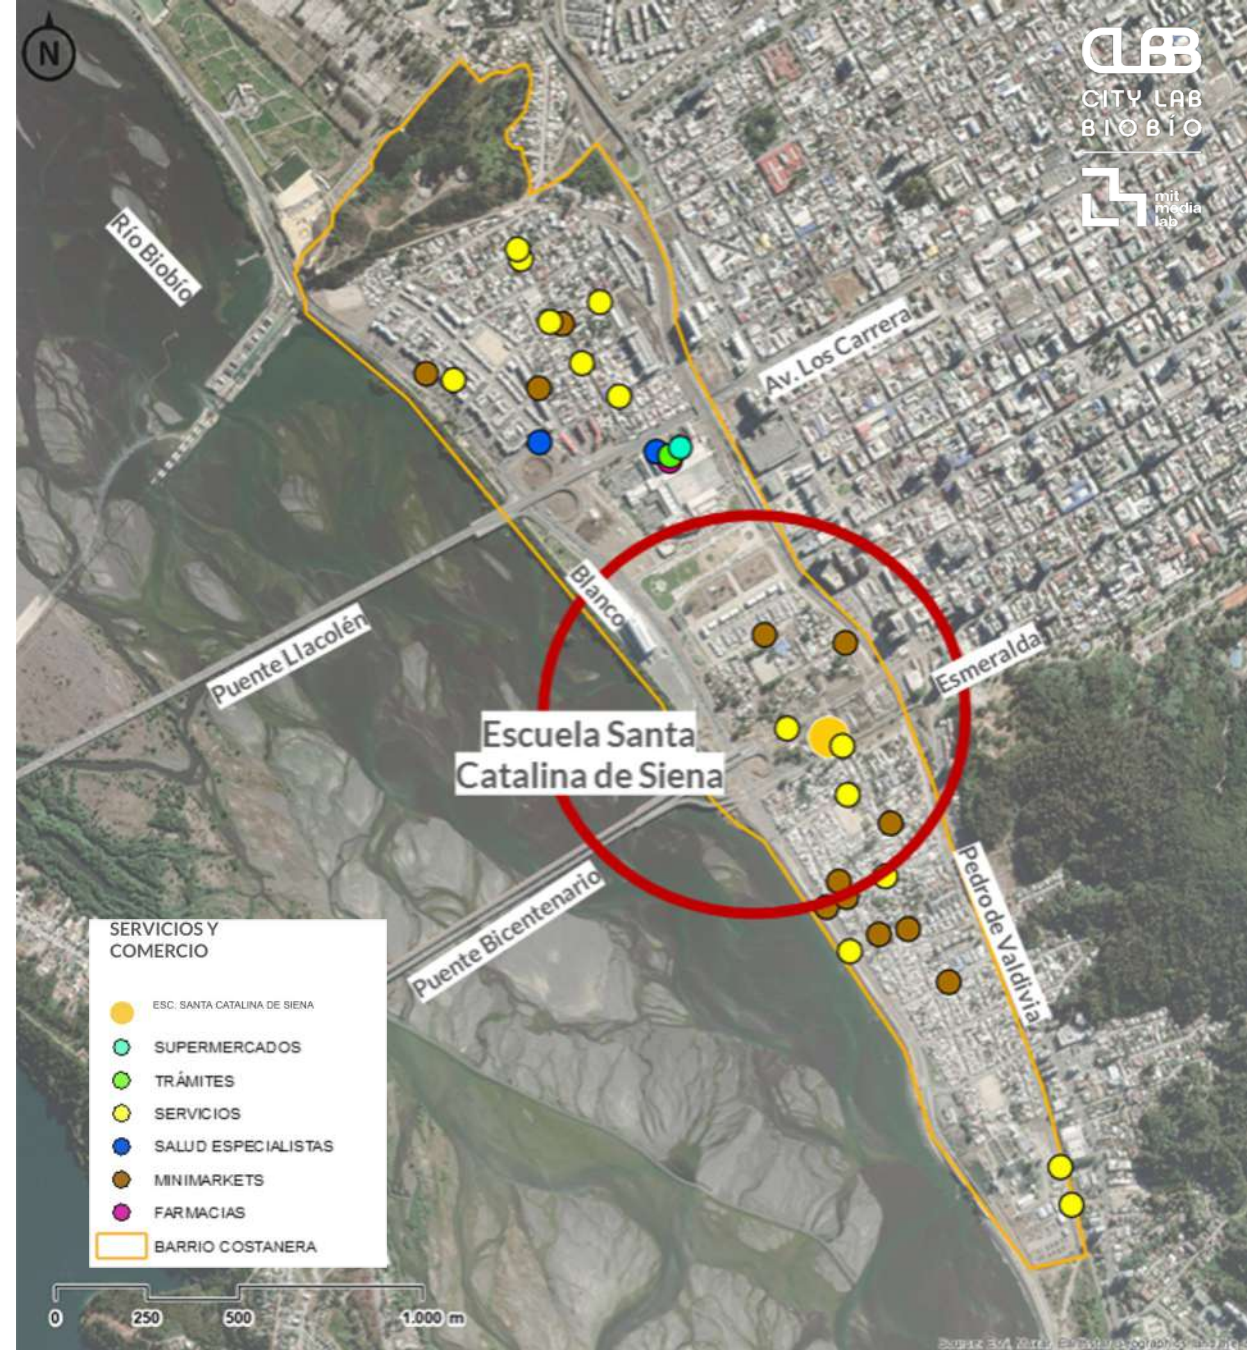 N
CLAB
CITY LAB
BIOBÍO
mit
media
lab
Río Biobío
Av. Los Carrera
Blanco
Puente Llacolén
Esmeralda
Escuela Santa
Catalina de Siena
Pedro de Valdivia
Puente Bicentenario
SERVICIOS Y
COMERCIO
ESC. SANTA CATALINA DE SIENA
SUPERMERCADOS
TRÁMITES
SERVICIOS
SALUD ESPECIALISTAS
MINIMARKETS
FARMACIAS
BARRIO COSTANERA
0 250 500 1.000 m